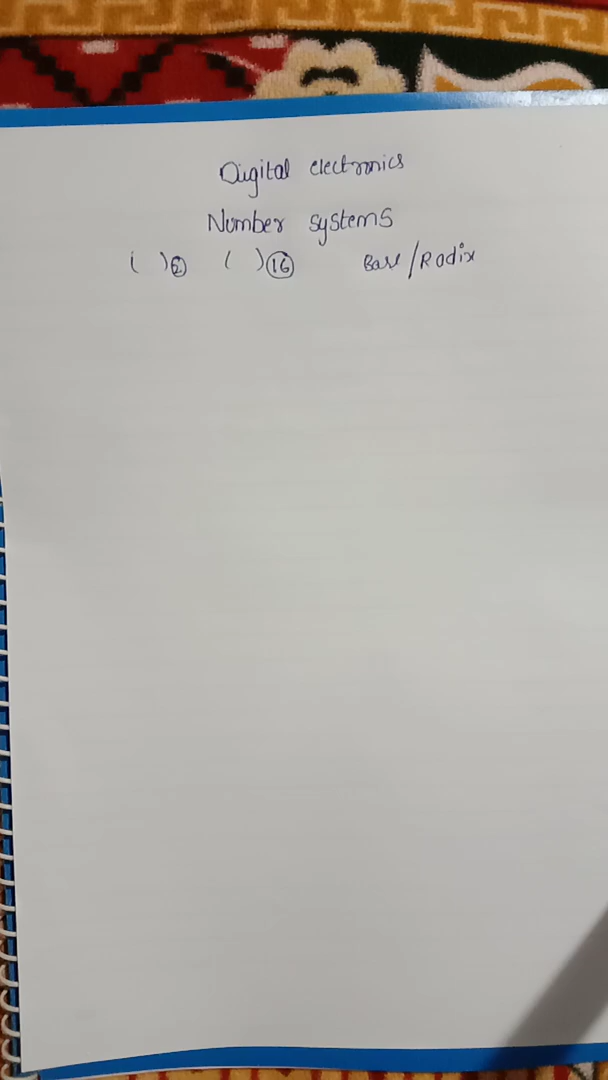 Digital electronics
Number systems
( )② ( )⑯ Base/Radix